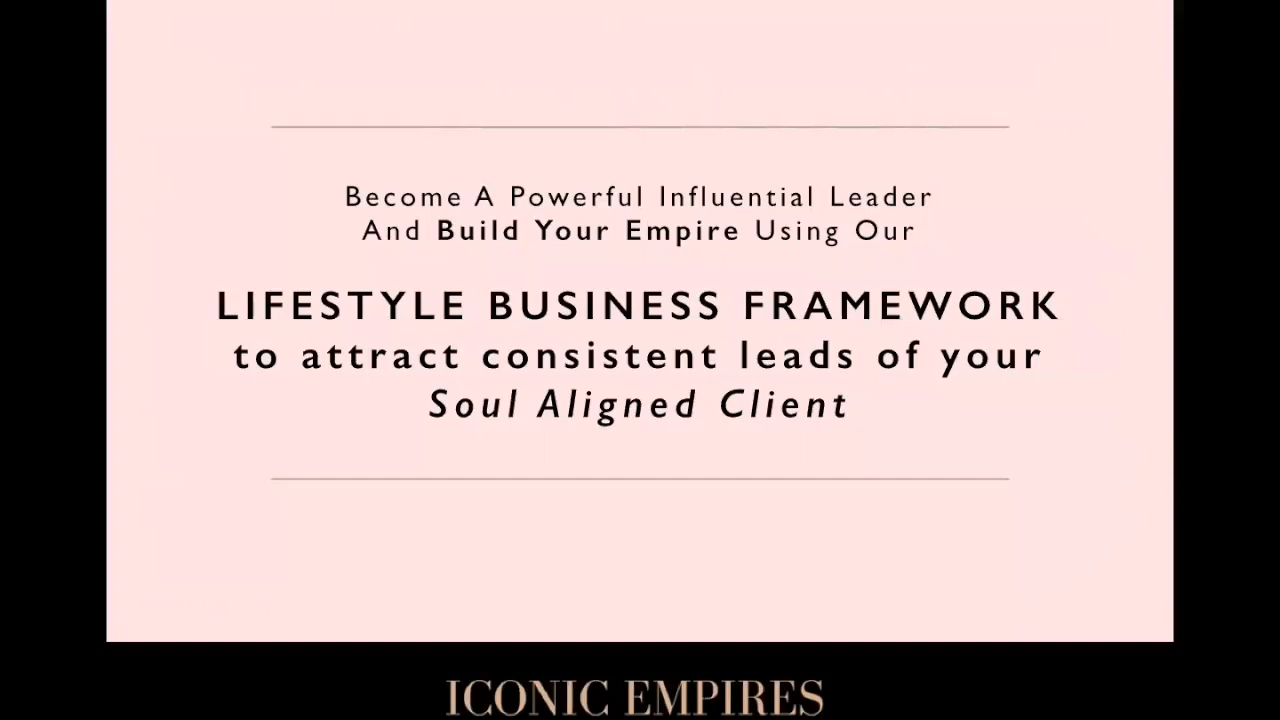 Become A Powerful Influential Leader
And Build Your Empire Using Our
LIFESTYLE BUSINESS FRAMEWORK
to attract consistent leads of your
Soul Aligned Client
ICONIC EMPIRES